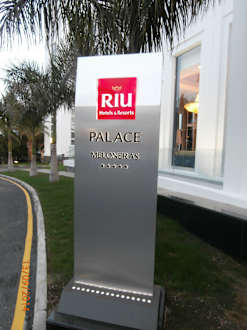 RIU
Hotels & Resorts
PALACE
MELONERAS
★★★★★